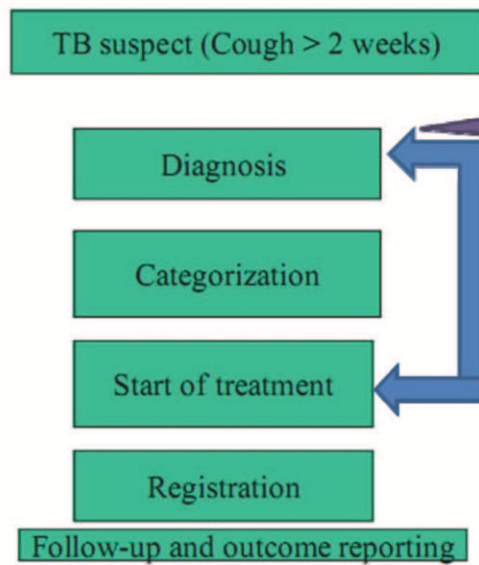 TB suspect (Cough > 2 weeks)
Diagnosis
Categorization
Start of treatment
Registration
Follow-up and outcome reporting